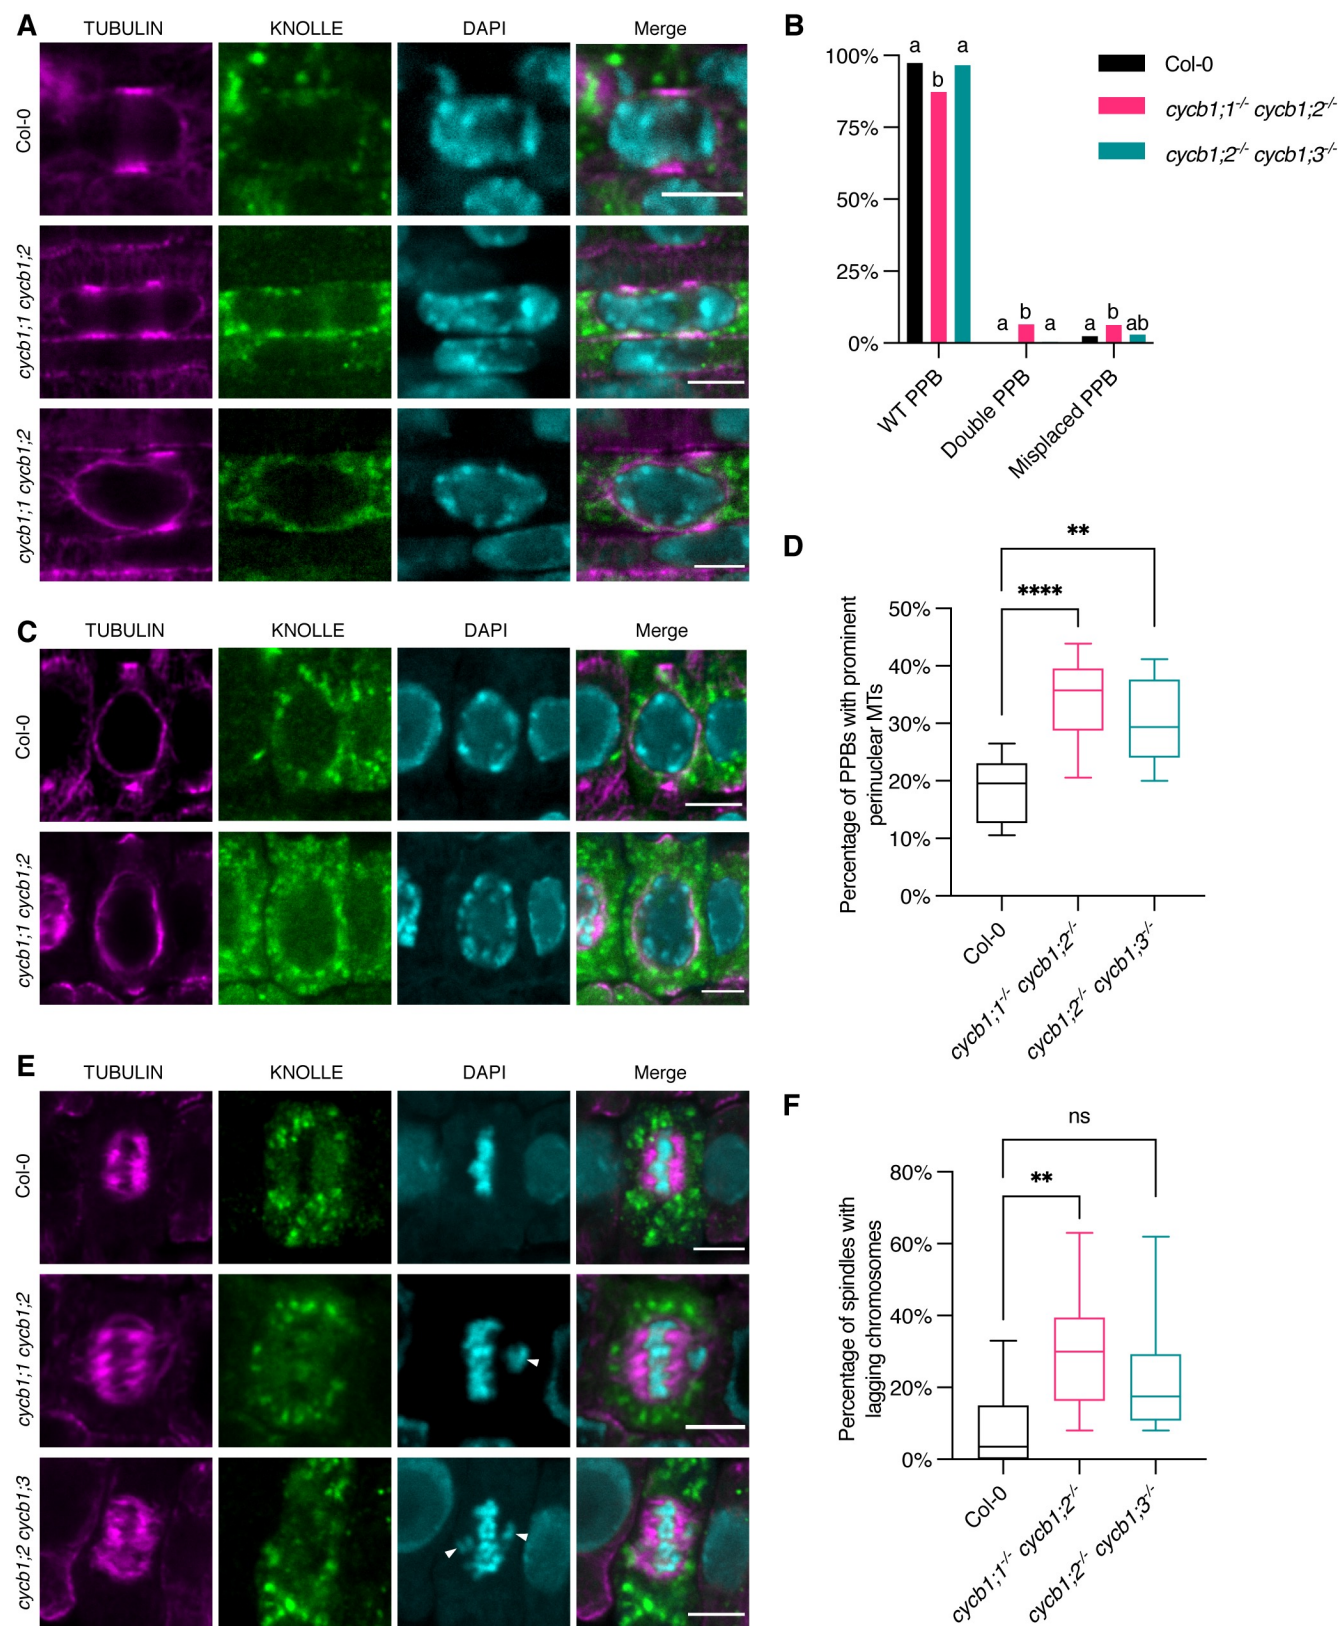 A
TUBULIN KNOLLE DAPI Merge
Col-0
cycb1;1 cycb1;2
cycb1;1 cycb1;2
B
100%
75%
50%
25%
0%
a b a
a b a
a b ab
WT PPB
Double PPB
Misplaced PPB
Col-0
cycb1;1-/- cycb1;2-/-
cycb1;2-/- cycb1;3-/-
C
TUBULIN KNOLLE DAPI Merge
Col-0
cycb1;1 cycb1;2
D
Percentage of PPBs with prominent
perinuclear MTs
50%
40%
30%
20%
10%
0%
**
****
Col-0
cycb1;1-/- cycb1;2-/-
cycb1;2-/- cycb1;3-/-
E
TUBULIN KNOLLE DAPI Merge
Col-0
cycb1;1 cycb1;2
cycb1;2 cycb1;3
F
Percentage of spindles with
lagging chromosomes
80%
60%
40%
20%
0%
ns
**
Col-0
cycb1;1-/- cycb1;2-/-
cycb1;2-/- cycb1;3-/-